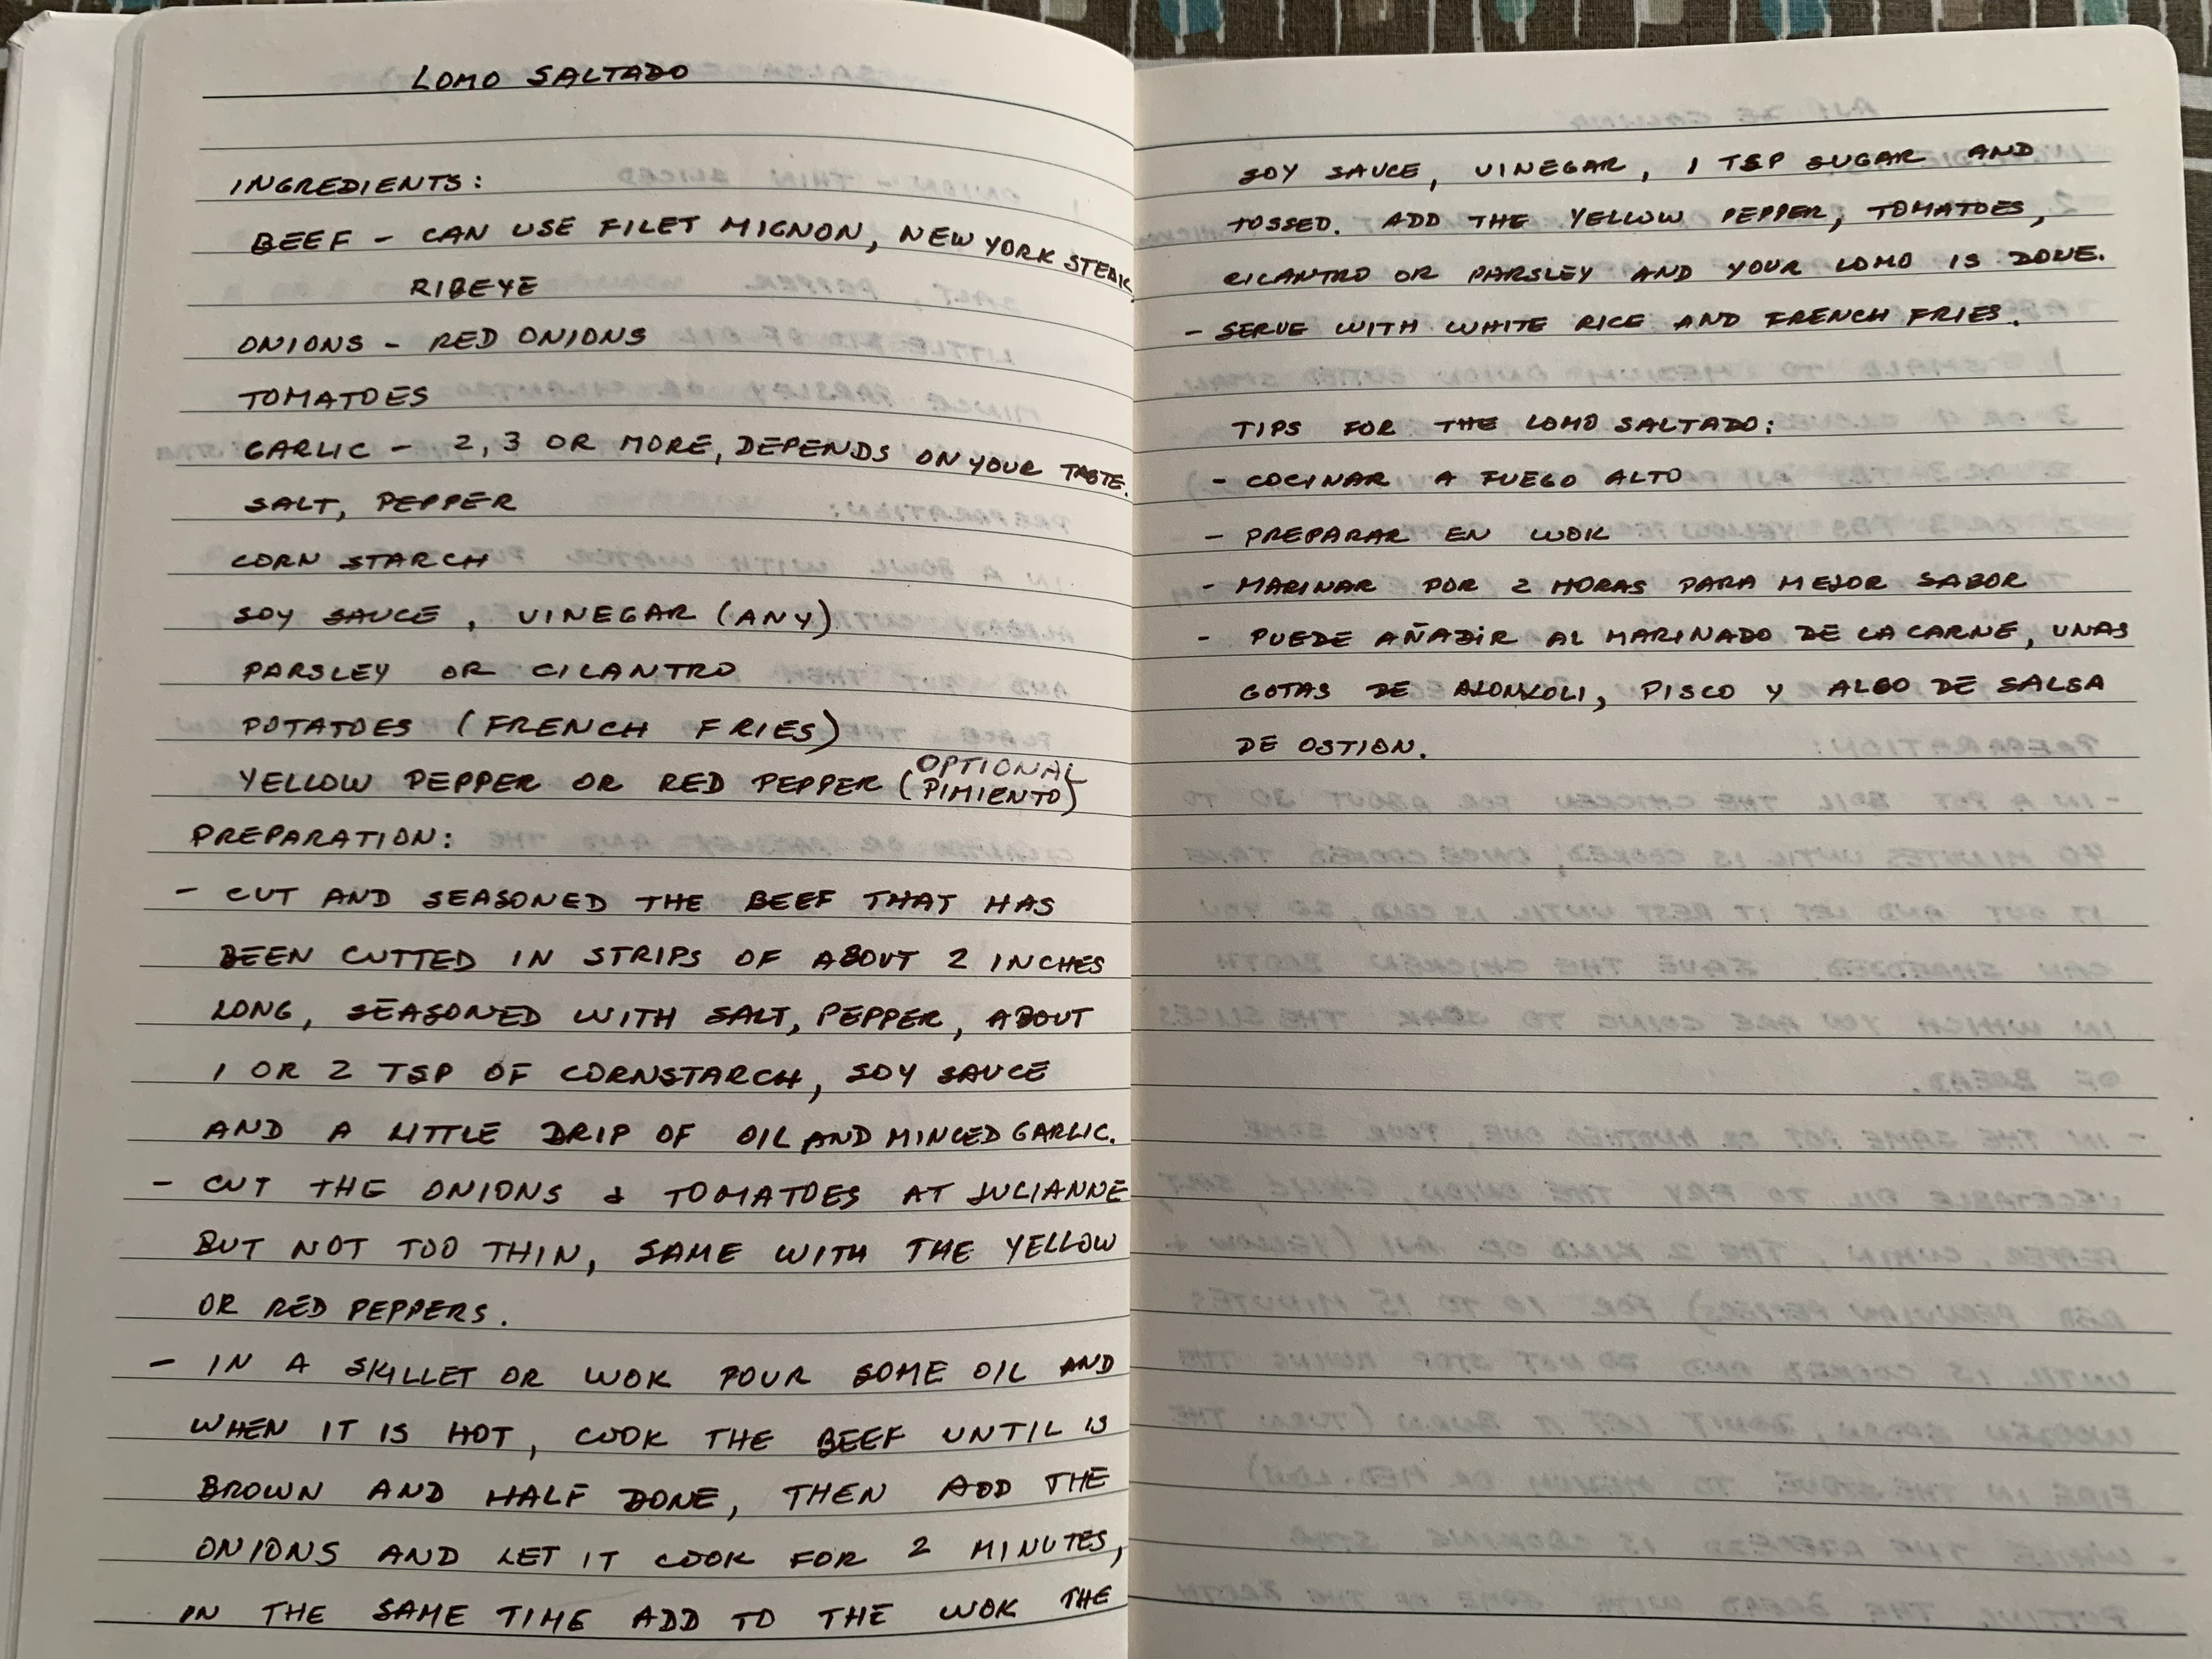 LOMO SALTADO
INGREDIENTS:
BEEF - CAN USE FILET MIGNON, NEW YORK STEAK,
RIBEYE
ONIONS - RED ONIONS
TOMATOES
GARLIC - 2, 3 OR MORE, DEPENDS ON YOUR TASTE.
SALT, PEPPER
CORN STARCH
SOY SAUCE, VINEGAR (ANY)
PARSLEY OR CILANTRO
POTATOES (FRENCH FRIES)
YELLOW PEPPER OR RED PEPPER (OPTIONAL PIMIENTO)
PREPARATION:
- CUT AND SEASONED THE BEEF THAT HAS
BEEN CUTTED IN STRIPS OF ABOUT 2 INCHES
LONG, SEASONED WITH SALT, PEPPER, ABOUT
1 OR 2 TSP OF CORNSTARCH, SOY SAUCE
AND A LITTLE DRIP OF OIL AND MINCED GARLIC.
- CUT THE ONIONS & TOMATOES AT JULIANNE
BUT NOT TOO THIN, SAME WITH THE YELLOW
OR RED PEPPERS.
- IN A SKILLET OR WOK POUR SOME OIL AND
WHEN IT IS HOT, COOK THE BEEF UNTIL IS
BROWN AND HALF DONE, THEN ADD THE
ONIONS AND LET IT COOK FOR 2 MINUTES,
IN THE SAME TIME ADD TO THE WOK THE
SOY SAUCE, VINEGAR, 1 TSP SUGAR AND
TOSSED. ADD THE YELLOW PEPPER, TOMATOES,
CILANTRO OR PARSLEY AND YOUR LOMO IS DONE.
- SERVE WITH WHITE RICE AND FRENCH FRIES.
TIPS FOR THE LOMO SALTADO:
- COCINAR A FUEGO ALTO
- PREPARAR EN WOK
- MARINAR POR 2 HORAS PARA MEJOR SABOR
- PUEDE AÑADIR AL MARINADO DE LA CARNE, UNAS
GOTAS DE AJONJOLI, PISCO Y ALGO DE SALSA
DE OSTION.